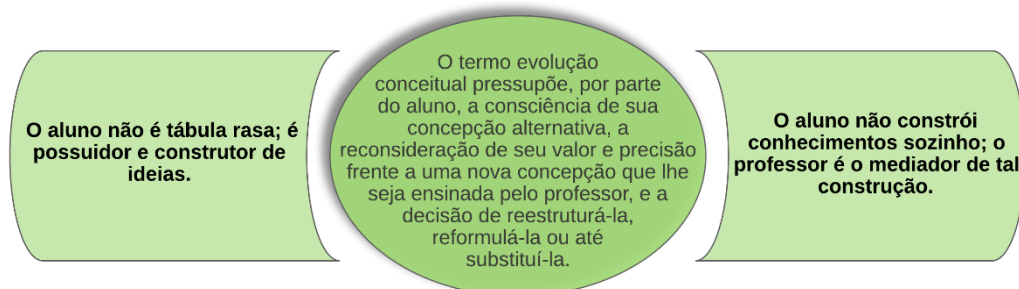 O aluno não é tábula rasa; é
possuidor e construtor de
ideias.
O termo evolução
conceitual pressupõe, por parte
do aluno, a consciência de sua
concepção alternativa, a
reconsideração de seu valor e precisão
frente a uma nova concepção que lhe
seja ensinada pelo professor, e a
decisão de reestruturá-la,
reformulá-la ou até
substituí-la.
O aluno não constrói
conhecimentos sozinho; o
professor é o mediador de tal
construção.